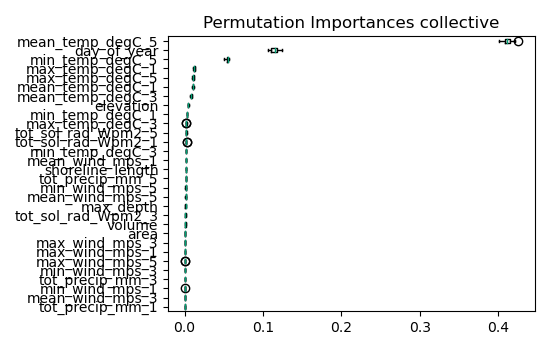 Permutation Importances collective
mean_temp_degC_5
day_of_year
min_temp_degC_5
max_temp_degC_1
max_temp_degC_5
mean_temp_degC_1
mean_temp_degC_3
elevation
min_temp_degC_1
max_temp_degC_3
tot_sol_rad_Wpm2_5
tot_sol_rad_Wpm2_1
min_temp_degC_3
mean_wind_mps_1
shoreline_length
tot_precip_mm_5
min_wind_mps_5
mean_wind_mps_5
max_depth
tot_sol_rad_Wpm2_3
volume
area
max_wind_mps_3
max_wind_mps_1
max_wind_mps_5
min_wind_mps_3
tot_precip_mm_3
min_wind_mps_1
mean_wind_mps_3
tot_precip_mm_1
0.0 0.1 0.2 0.3 0.4